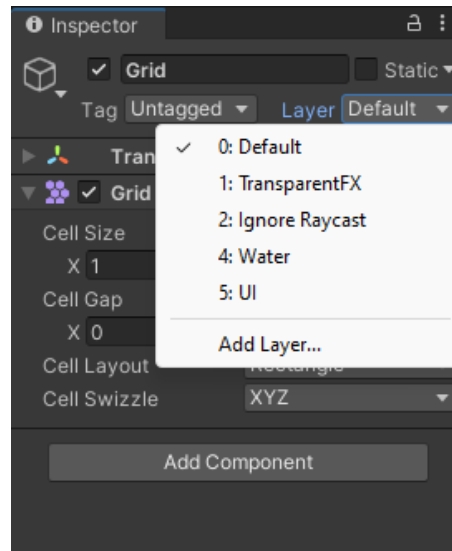 Inspector
Grid Static
Tag Untagged Layer Default
Tran
0: Default
1: TransparentFX
2: Ignore Raycast
4: Water
5: UI
Add Layer...
Grid
Cell Size
X 1
Cell Gap
X 0
Cell Layout Rectangle
Cell Swizzle XYZ
Add Component